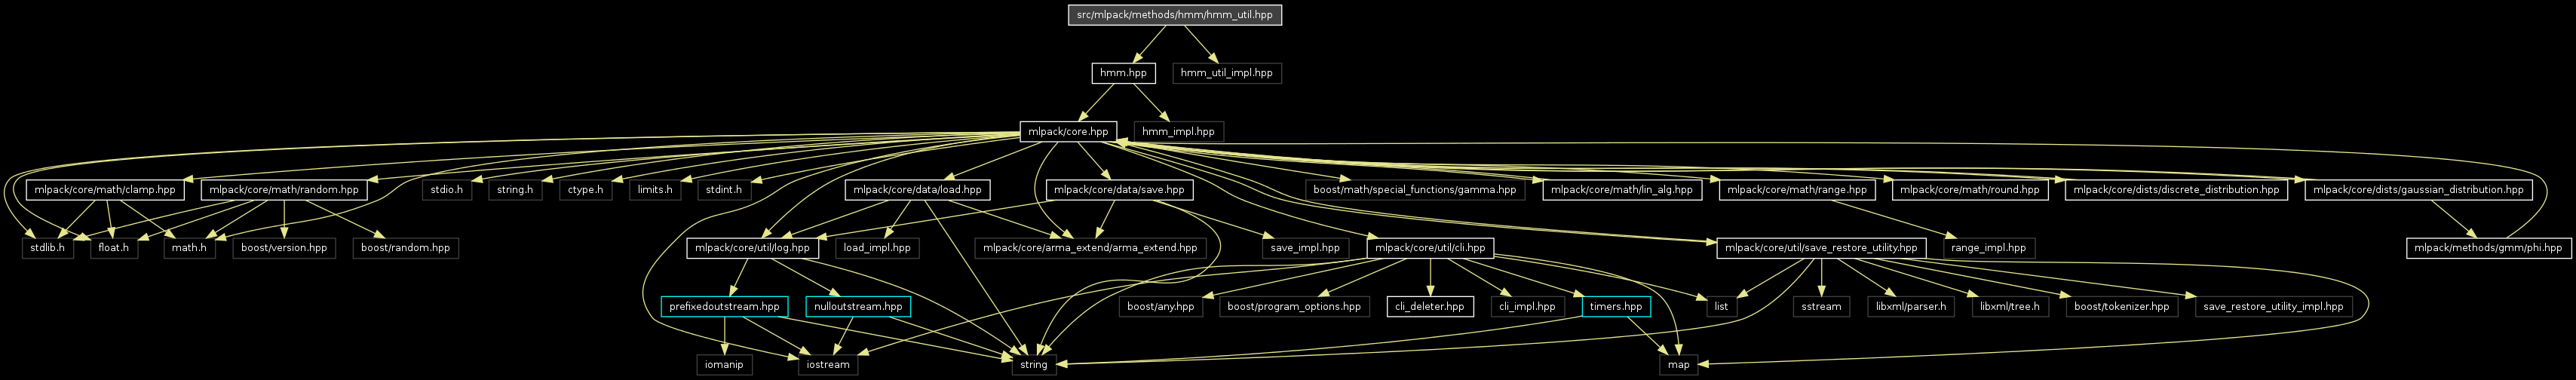 src/mlpack/methods/hmm/hmm_util.hpp
hmm.hpp
hmm_util_impl.hpp
mlpack/core.hpp
hmm_impl.hpp
mlpack/core/math/clamp.hpp
mlpack/core/math/random.hpp
stdio.h
string.h
ctype.h
limits.h
stdint.h
mlpack/core/data/load.hpp
mlpack/core/data/save.hpp
boost/math/special_functions/gamma.hpp
mlpack/core/math/lin_alg.hpp
mlpack/core/math/range.hpp
mlpack/core/math/round.hpp
mlpack/core/dists/discrete_distribution.hpp
mlpack/core/dists/gaussian_distribution.hpp
stdlib.h
float.h
math.h
boost/version.hpp
boost/random.hpp
mlpack/core/util/log.hpp
load_impl.hpp
mlpack/core/arma_extend/arma_extend.hpp
save_impl.hpp
mlpack/core/util/cli.hpp
mlpack/core/util/save_restore_utility.hpp
range_impl.hpp
mlpack/methods/gmm/phi.hpp
prefixedoutstream.hpp
nulloutstream.hpp
boost/any.hpp
boost/program_options.hpp
cli_deleter.hpp
cli_impl.hpp
timers.hpp
list
sstream
libxml/parser.h
libxml/tree.h
boost/tokenizer.hpp
save_restore_utility_impl.hpp
iomanip
iostream
string
map